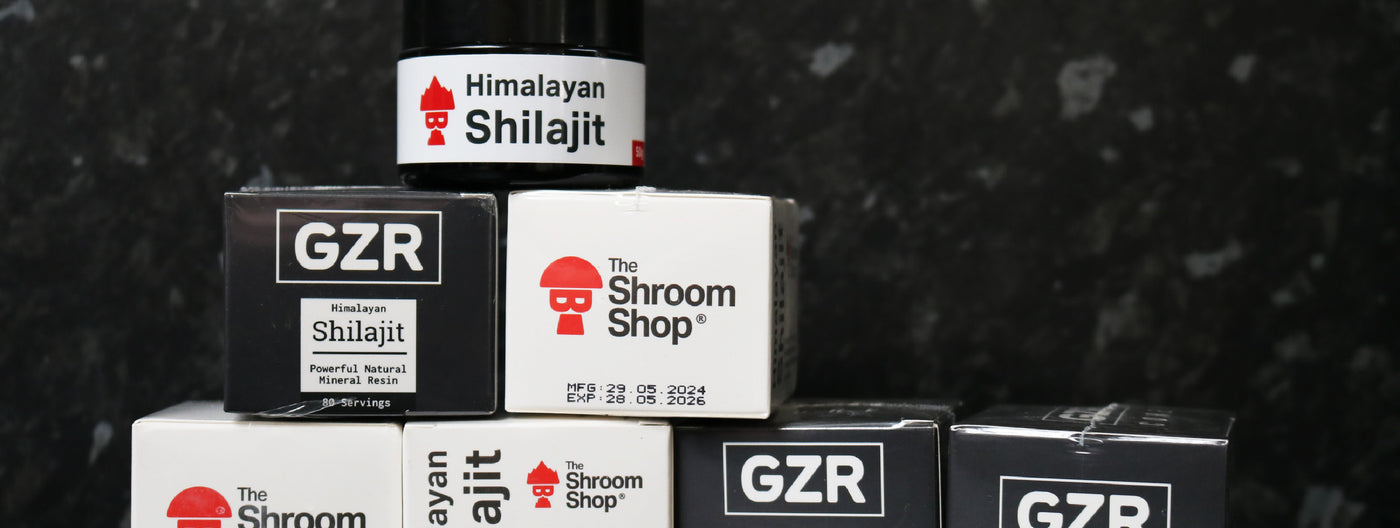 Himalayan
Shilajit
GZR
Himalayan
Shilajit
Powerful Natural
Mineral Resin
80 Servings
The
Shroom
Shop®
MFG:29.05.2024
EXP:28.05.2026
The
Shroom
ayan
ajit
The
Shroom
Shop®
GZR
GZR